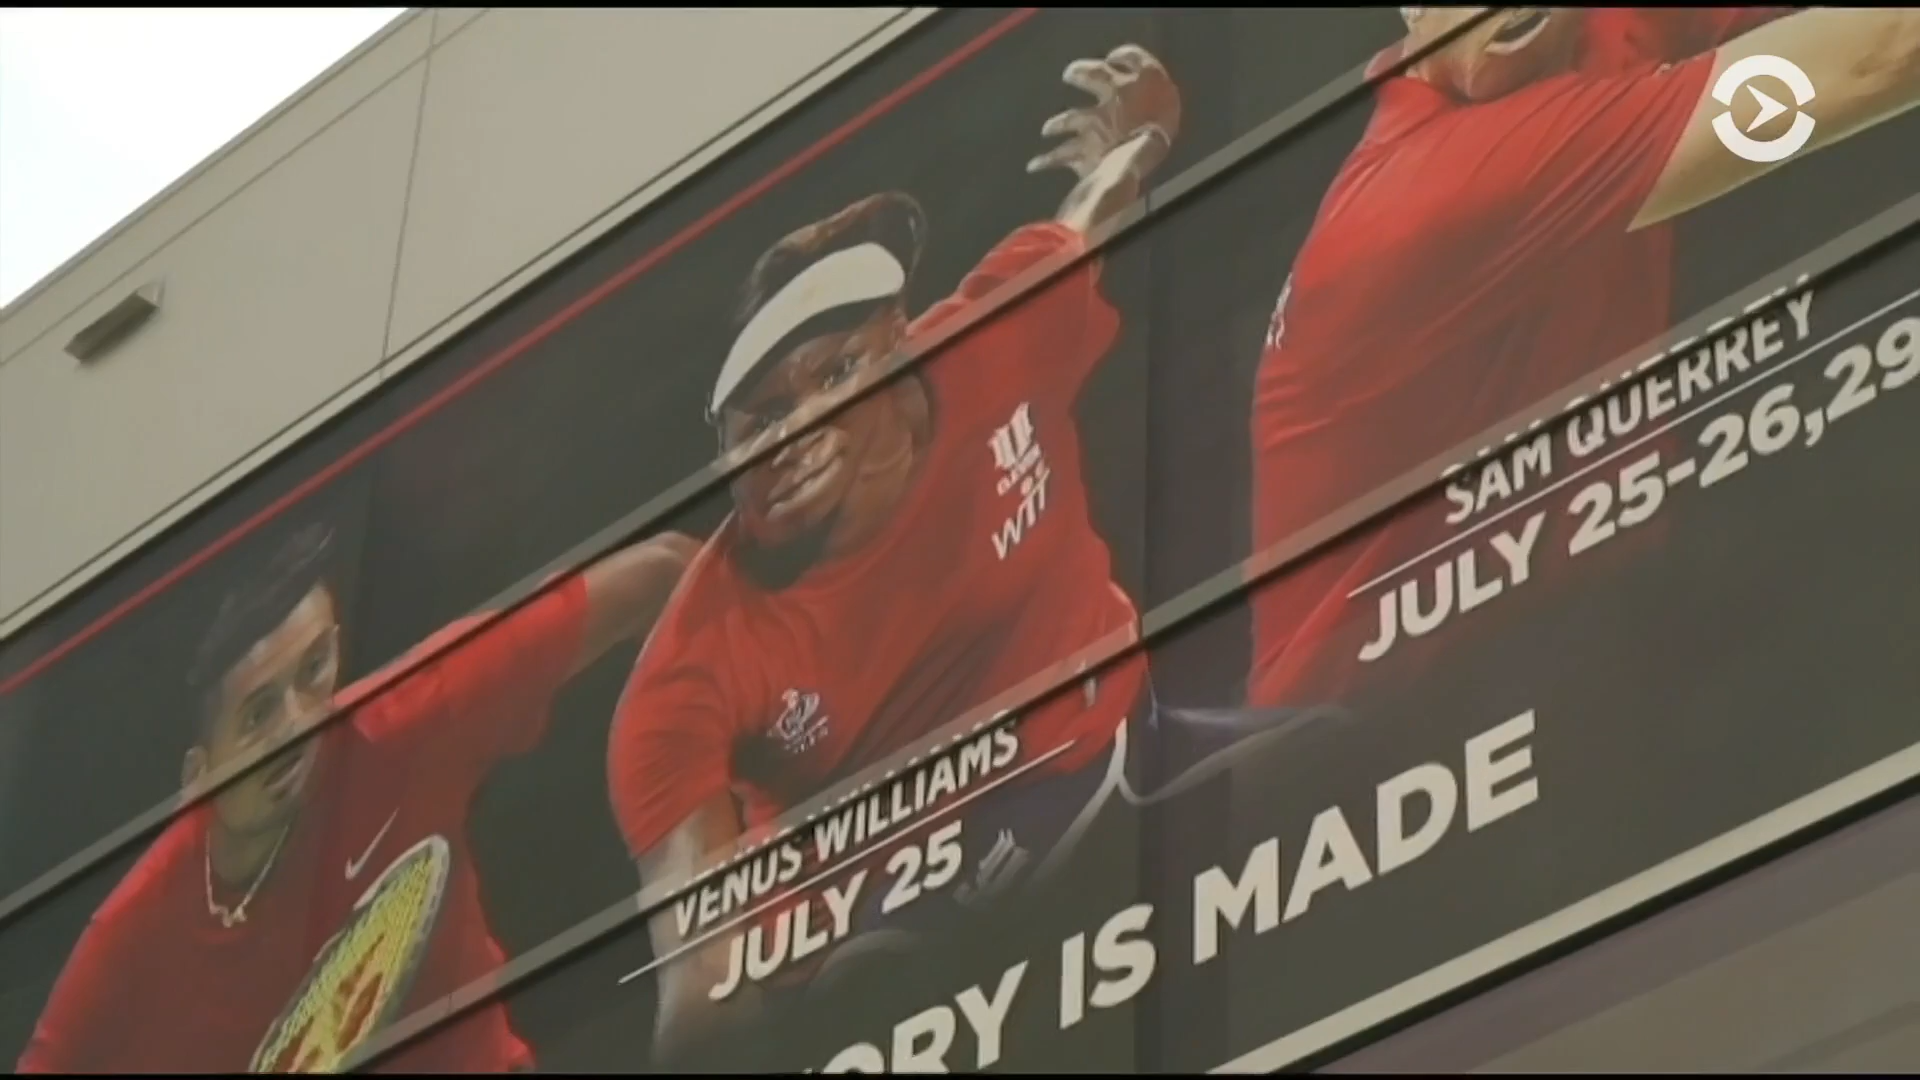 WTT
VENUS WILLIAMS
JULY 25
SAM QUERREY
JULY 25-26,29
ORY IS MADE